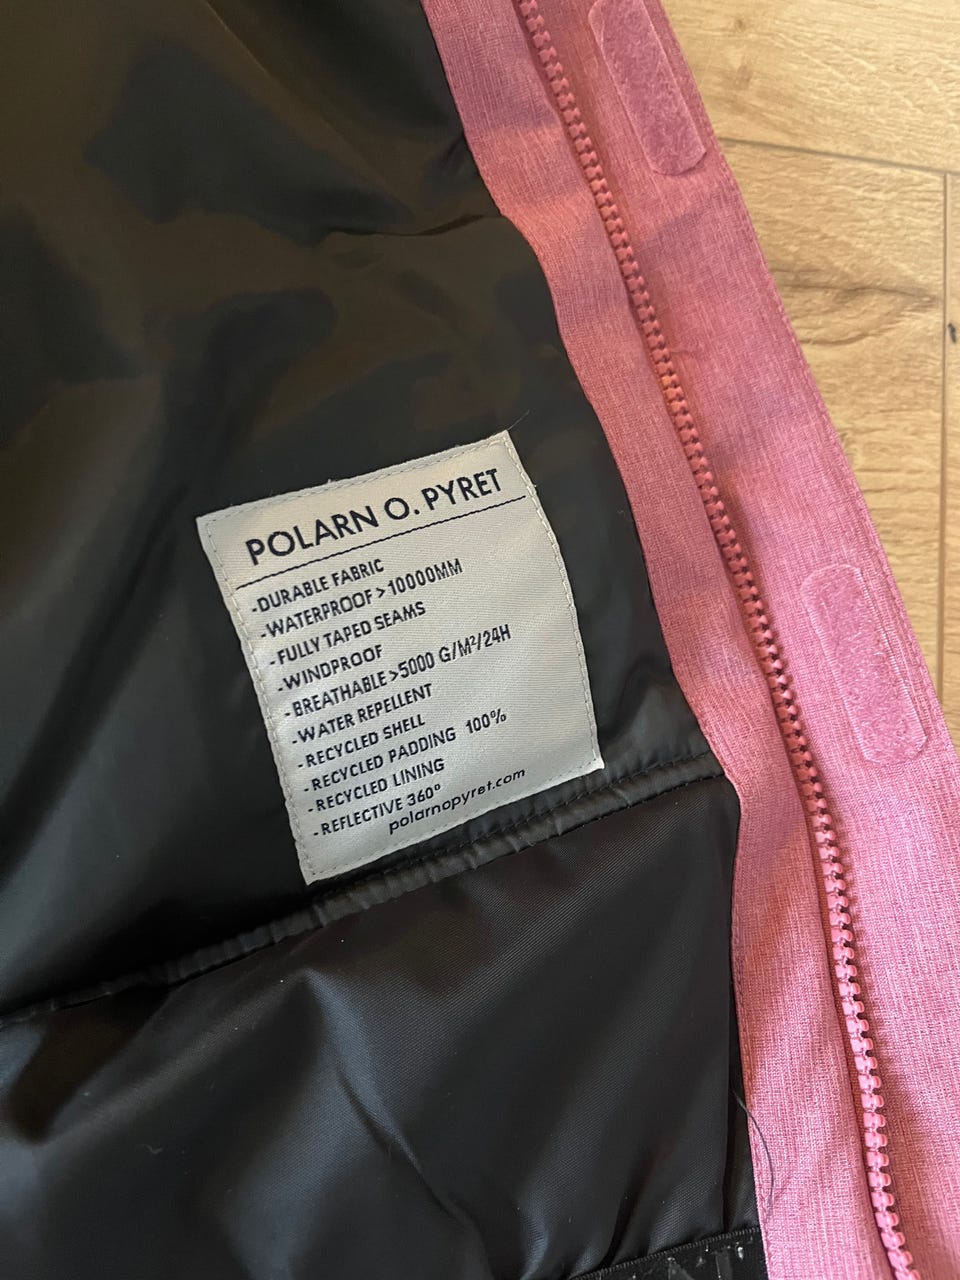 POLARN O. PYRET
-DURABLE FABRIC
-WATERPROOF >10000MM
-FULLY TAPED SEAMS
-WINDPROOF
-BREATHABLE >5000 G/M²/24H
-WATER REPELLENT
-RECYCLED SHELL
-RECYCLED PADDING 100%
-RECYCLED LINING
-REFLECTIVE 360°
polarnopyret.com